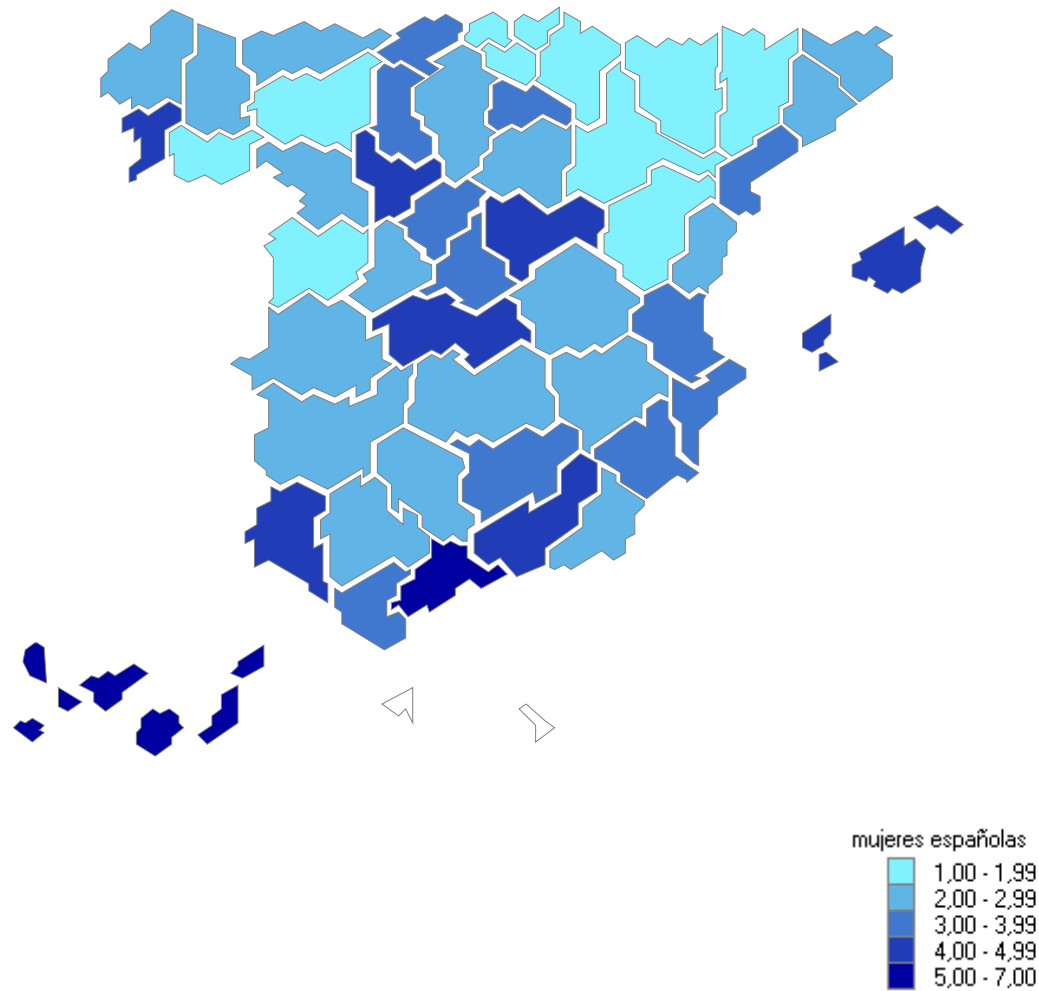 mujeres españolas
1,00 - 1,99
2,00 - 2,99
3,00 - 3,99
4,00 - 4,99
5,00 - 7,00